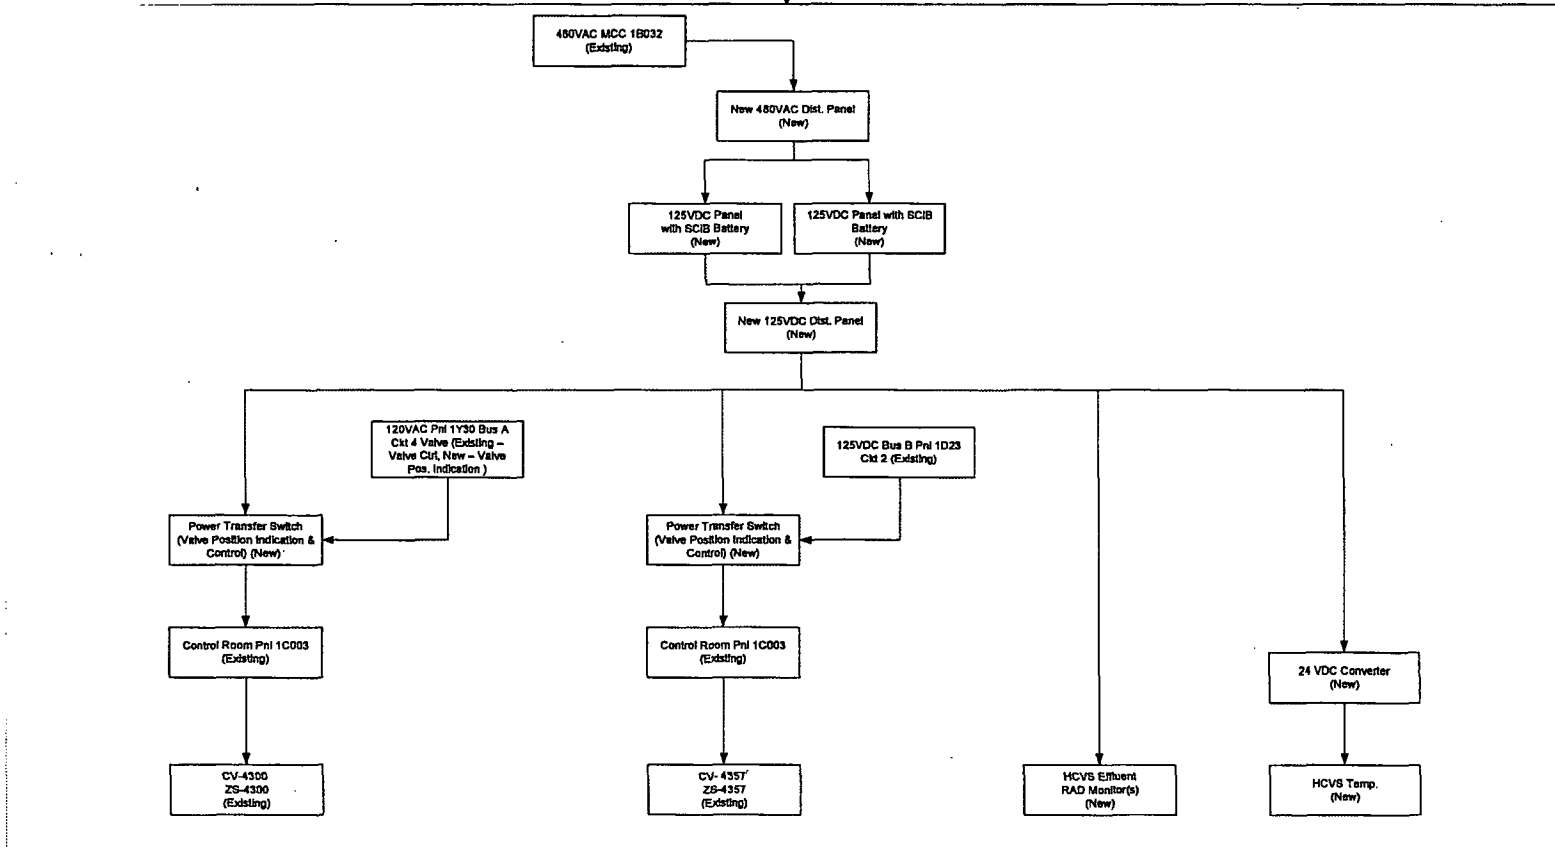 480VAC MCC 1B032
(Existing)
New 480VAC Dist. Panel
(New)
125VDC Panel
with SCIB Battery
(New)
125VDC Panel with SCIB
Battery
(New)
New 125VDC Dist. Panel
(New)
120VAC Pnl 1Y30 Bus A
Ckt 4 Valve (Existing –
Valve Ctrl, New – Valve
Pos. Indication )
125VDC Bus B Pnl 1D23
Ckt 2 (Existing)
Power Transfer Switch
(Valve Position Indication &
Control) (New)
Power Transfer Switch
(Valve Position Indication &
Control) (New)
Control Room Pnl 1C003
(Existing)
Control Room Pnl 1C003
(Existing)
24 VDC Converter
(New)
CV-4300
ZS-4300
(Existing)
CV- 4357
ZS-4357
(Existing)
HCVS Effluent
RAD Monitor(s)
(New)
HCVS Temp.
(New)